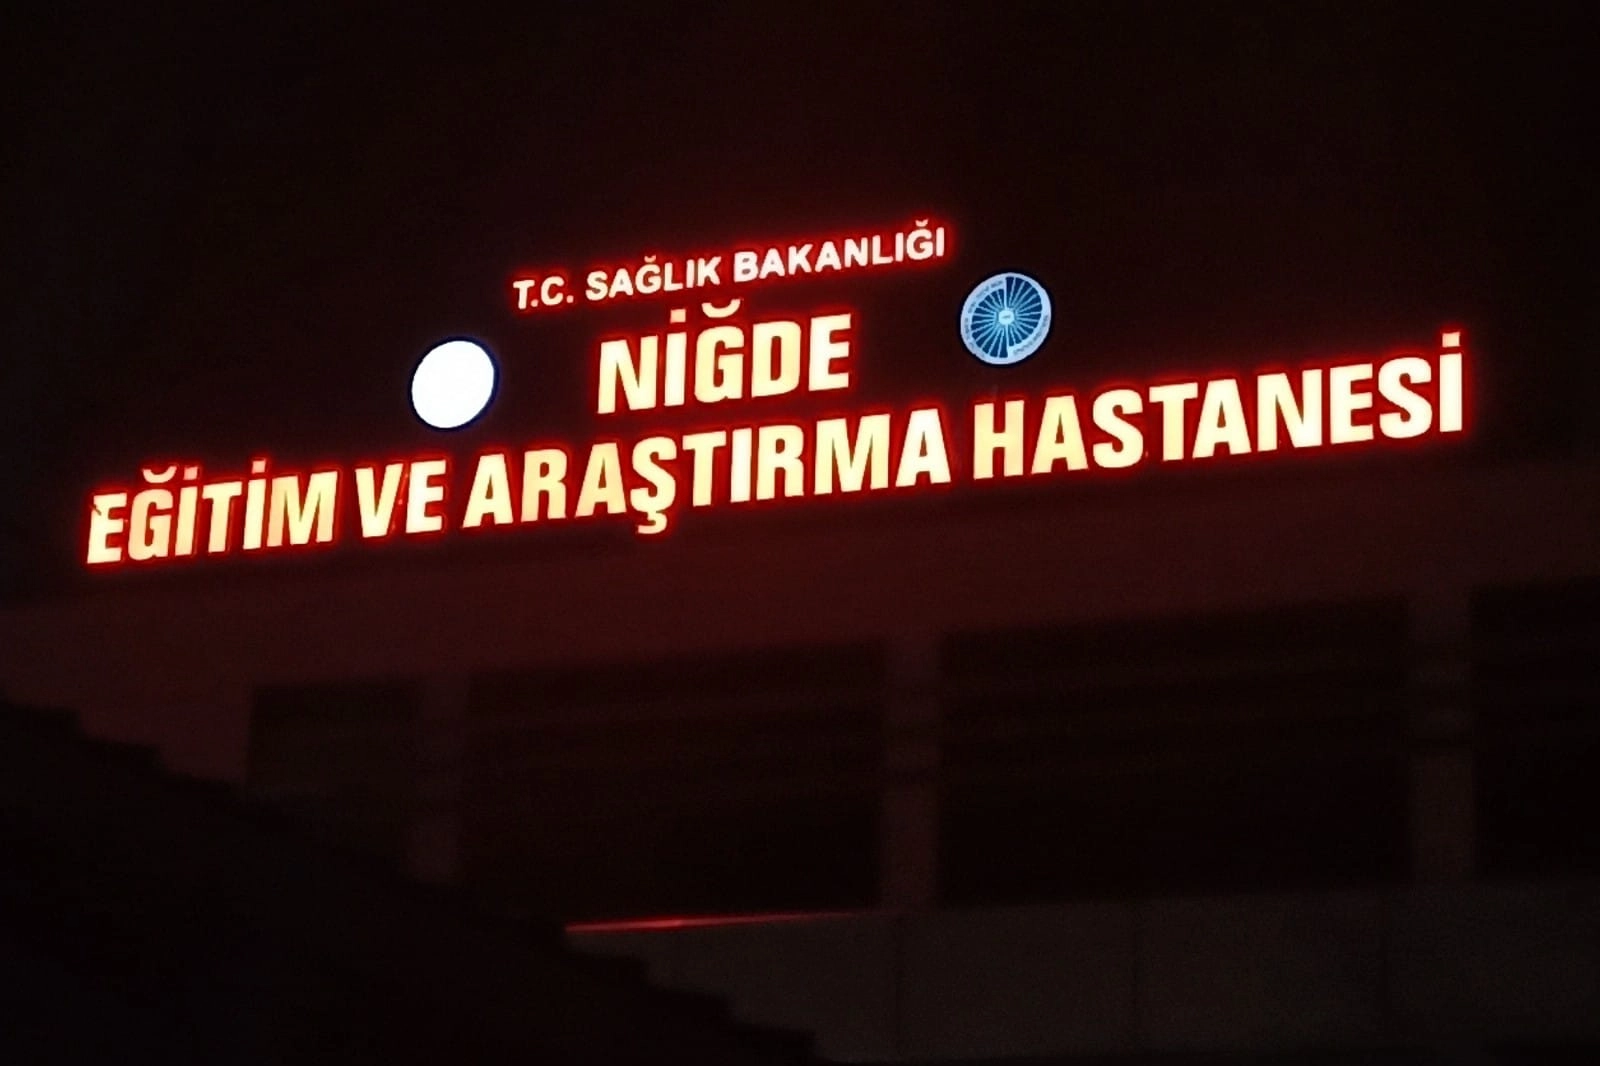 T.C. SAĞLIK BAKANLIĞI
NİĞDE
EĞİTİM VE ARAŞTIRMA HASTANESİ